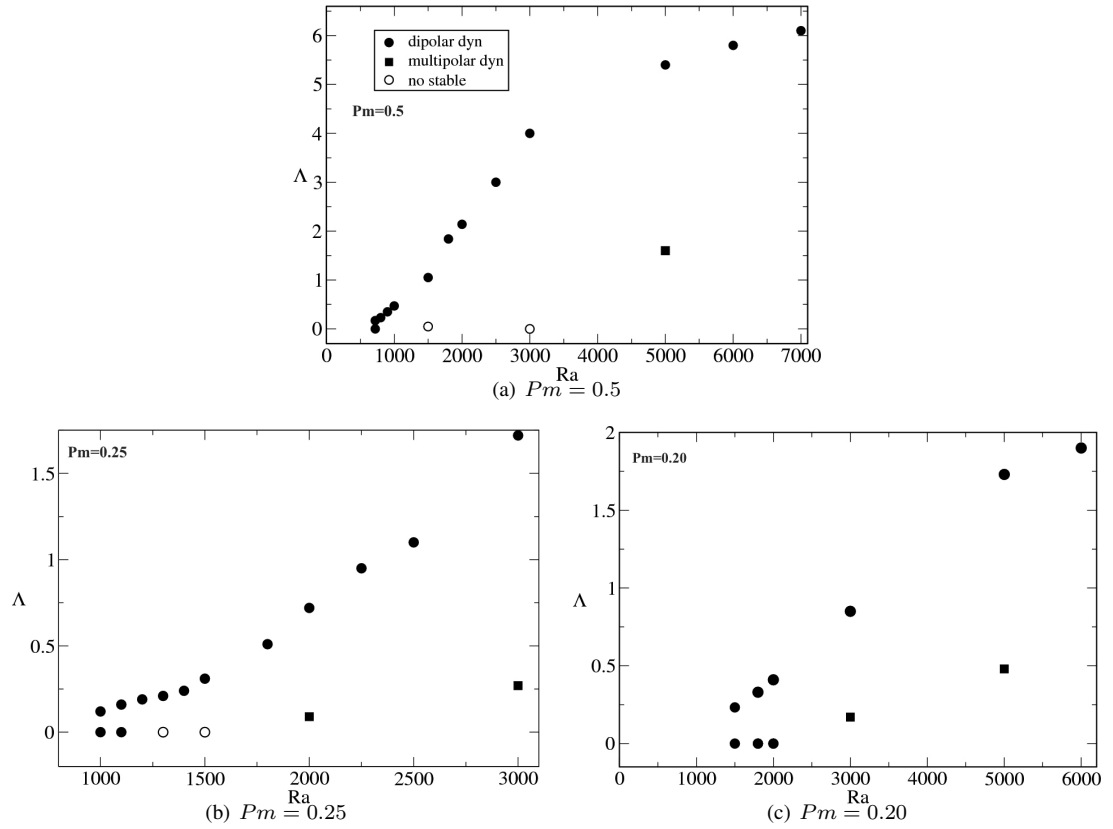 6
5
4
3
2
1
0
Λ
dipolar dyn
multipolar dyn
no stable
Pm=0.5
0 1000 2000 3000 4000 5000 6000 7000
Ra
(a) Pm = 0.5
Pm=0.25
1.5
1
0.5
0
Λ
1000 1500 2000 2500 3000
Ra
(b) Pm = 0.25
Pm=0.20
2
1.5
1
0.5
0
Λ
0 1000 2000 3000 4000 5000 6000
Ra
(c) Pm = 0.20